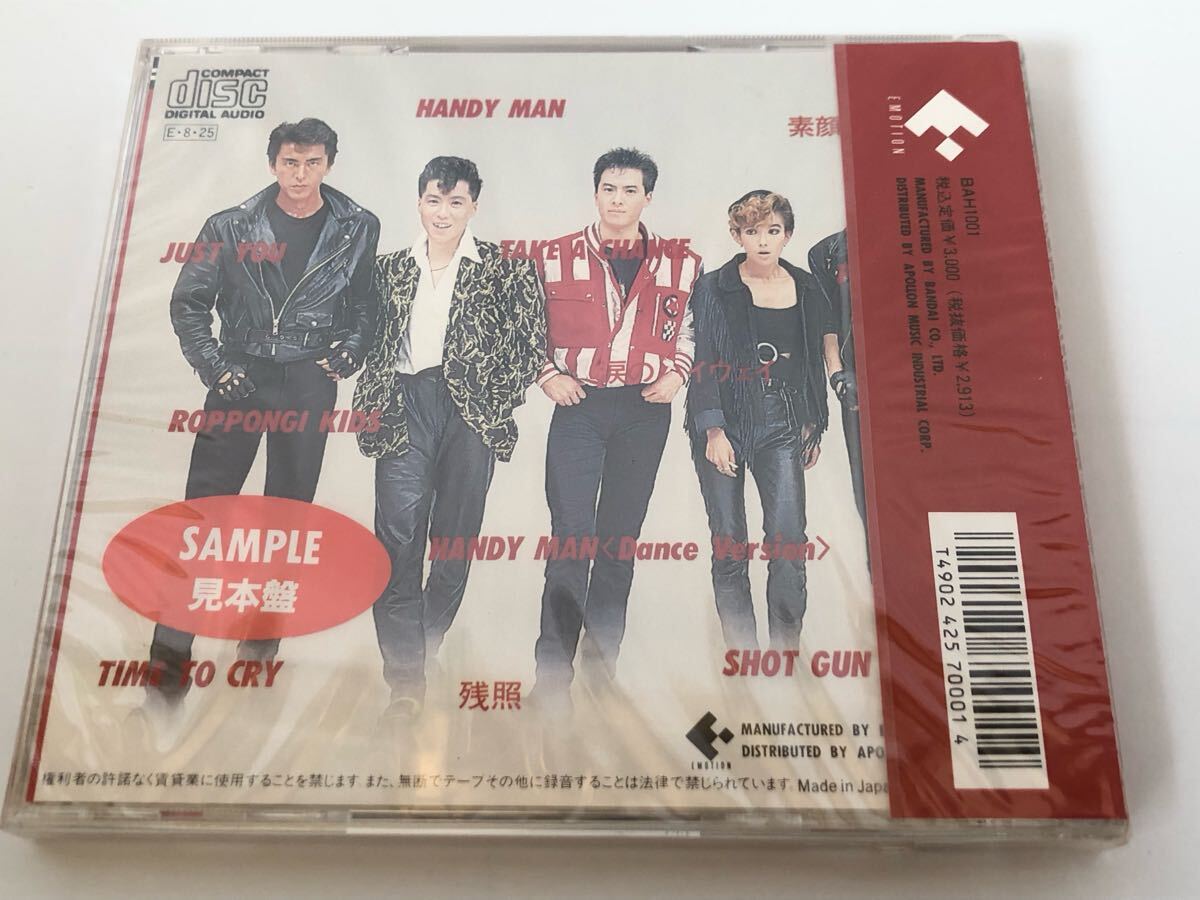 COMPACT
disc
DIGITAL AUDIO
E・8・25
HANDY MAN
素顔
JUST YOU
TAKE A CHANCE
ROPPONGI KIDS
SAMPLE
見本盤
HANDY MAN〈Dance Version〉
TIME TO CRY
残照
SHOT GUN
EMOTION
MANUFACTURED BY
DISTRIBUTED BY
権利者の許諾なく賃貸業に使用することを禁じます。また、無断でテープその他に録音することは法律で禁じられています。Made in Japa
EMOTION
BAH1001
税込定価¥3,000(税抜価格¥2,913)
MANUFACTURED BY BANDAI CO., LTD.
DISTRIBUTED BY APOLLON MUSIC INDUSTRIAL CORP.
T4902 425 70001 4